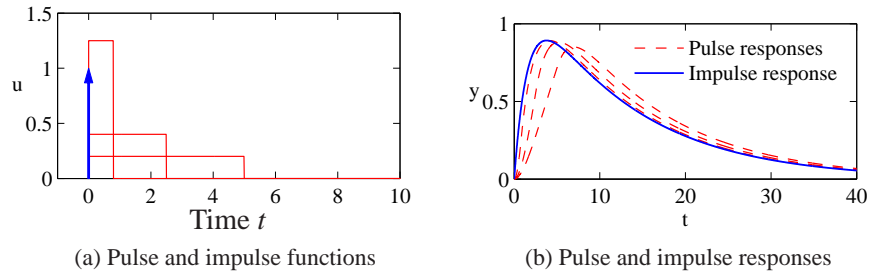 1.5
1
u
0.5
0
0
2
4
6
8
10
Time t
(a) Pulse and impulse functions
1
y
0.5
0
0
10
20
30
40
t
Pulse responses
Impulse response
(b) Pulse and impulse responses